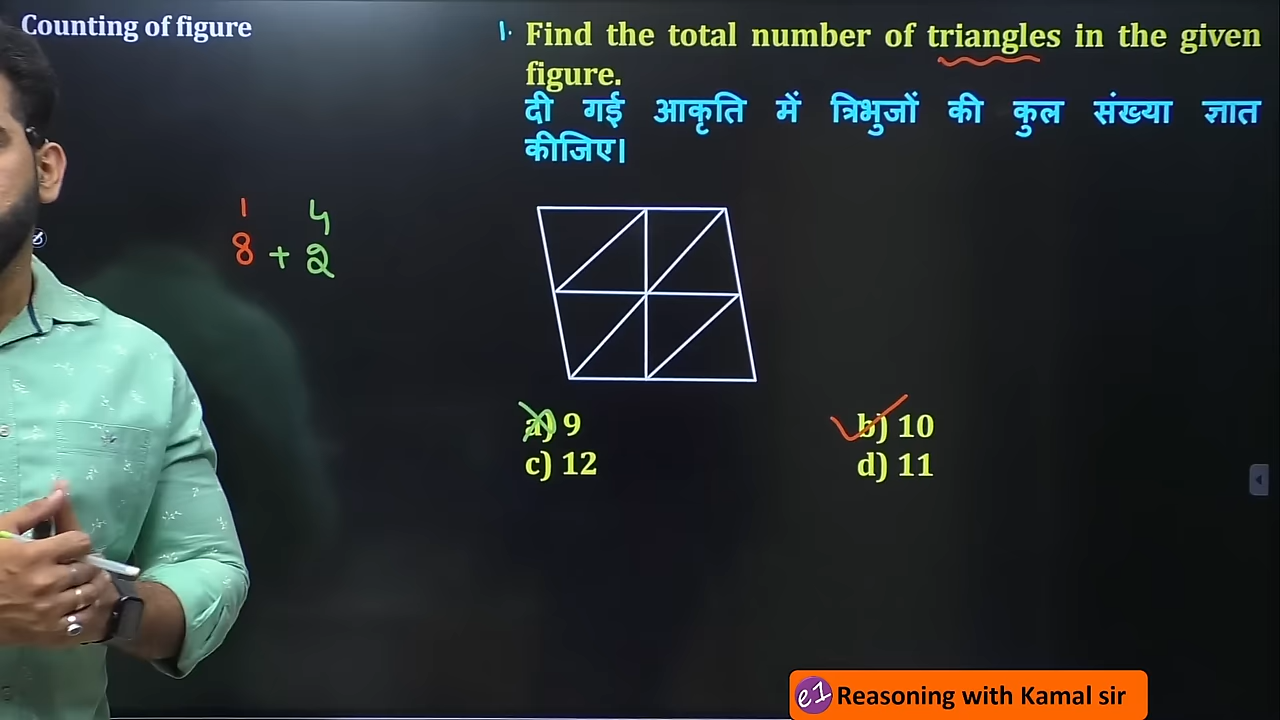 Counting of figure
1. Find the total number of triangles in the given
figure.
दी गई आकृति में त्रिभुजों की कुल संख्या ज्ञात
कीजिए।
1 4
8 + 2
a) 9 b) 10
c) 12 d) 11
e1 Reasoning with Kamal sir